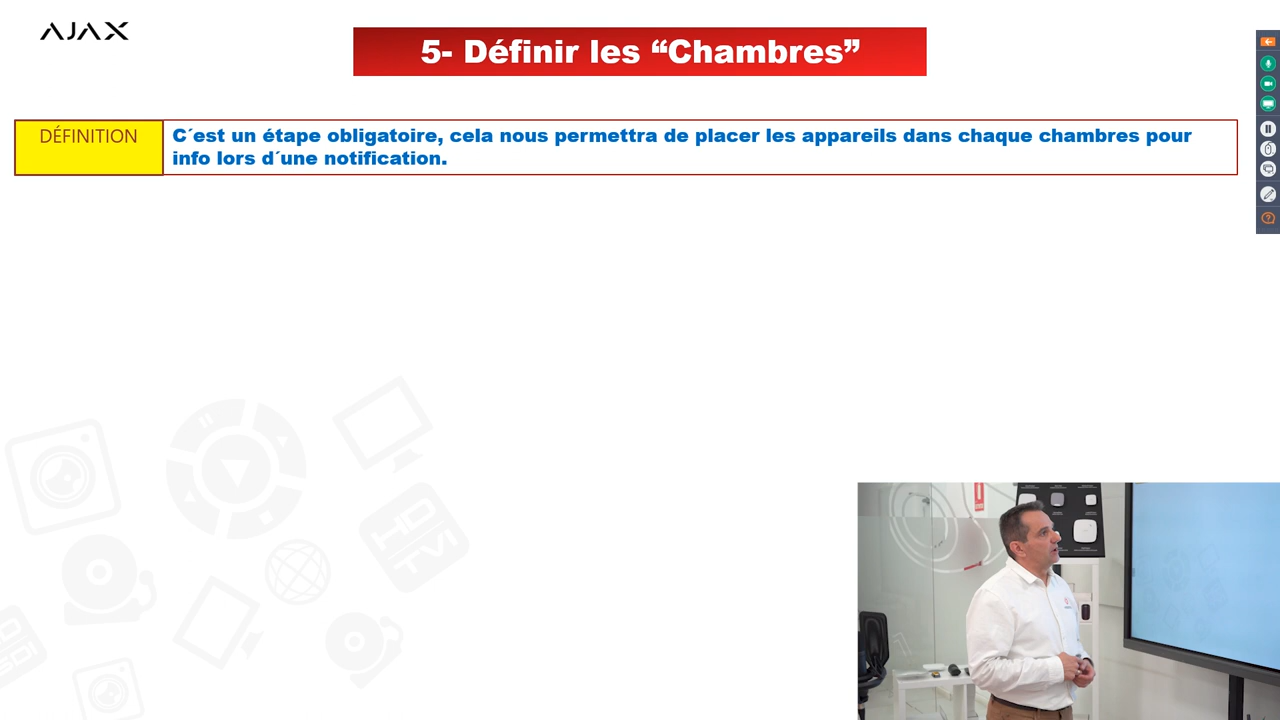 AJAX
5- Définir les “Chambres”
DÉFINITION
C´est un étape obligatoire, cela nous permettra de placer les appareils dans chaque chambres pour
info lors d´une notification.